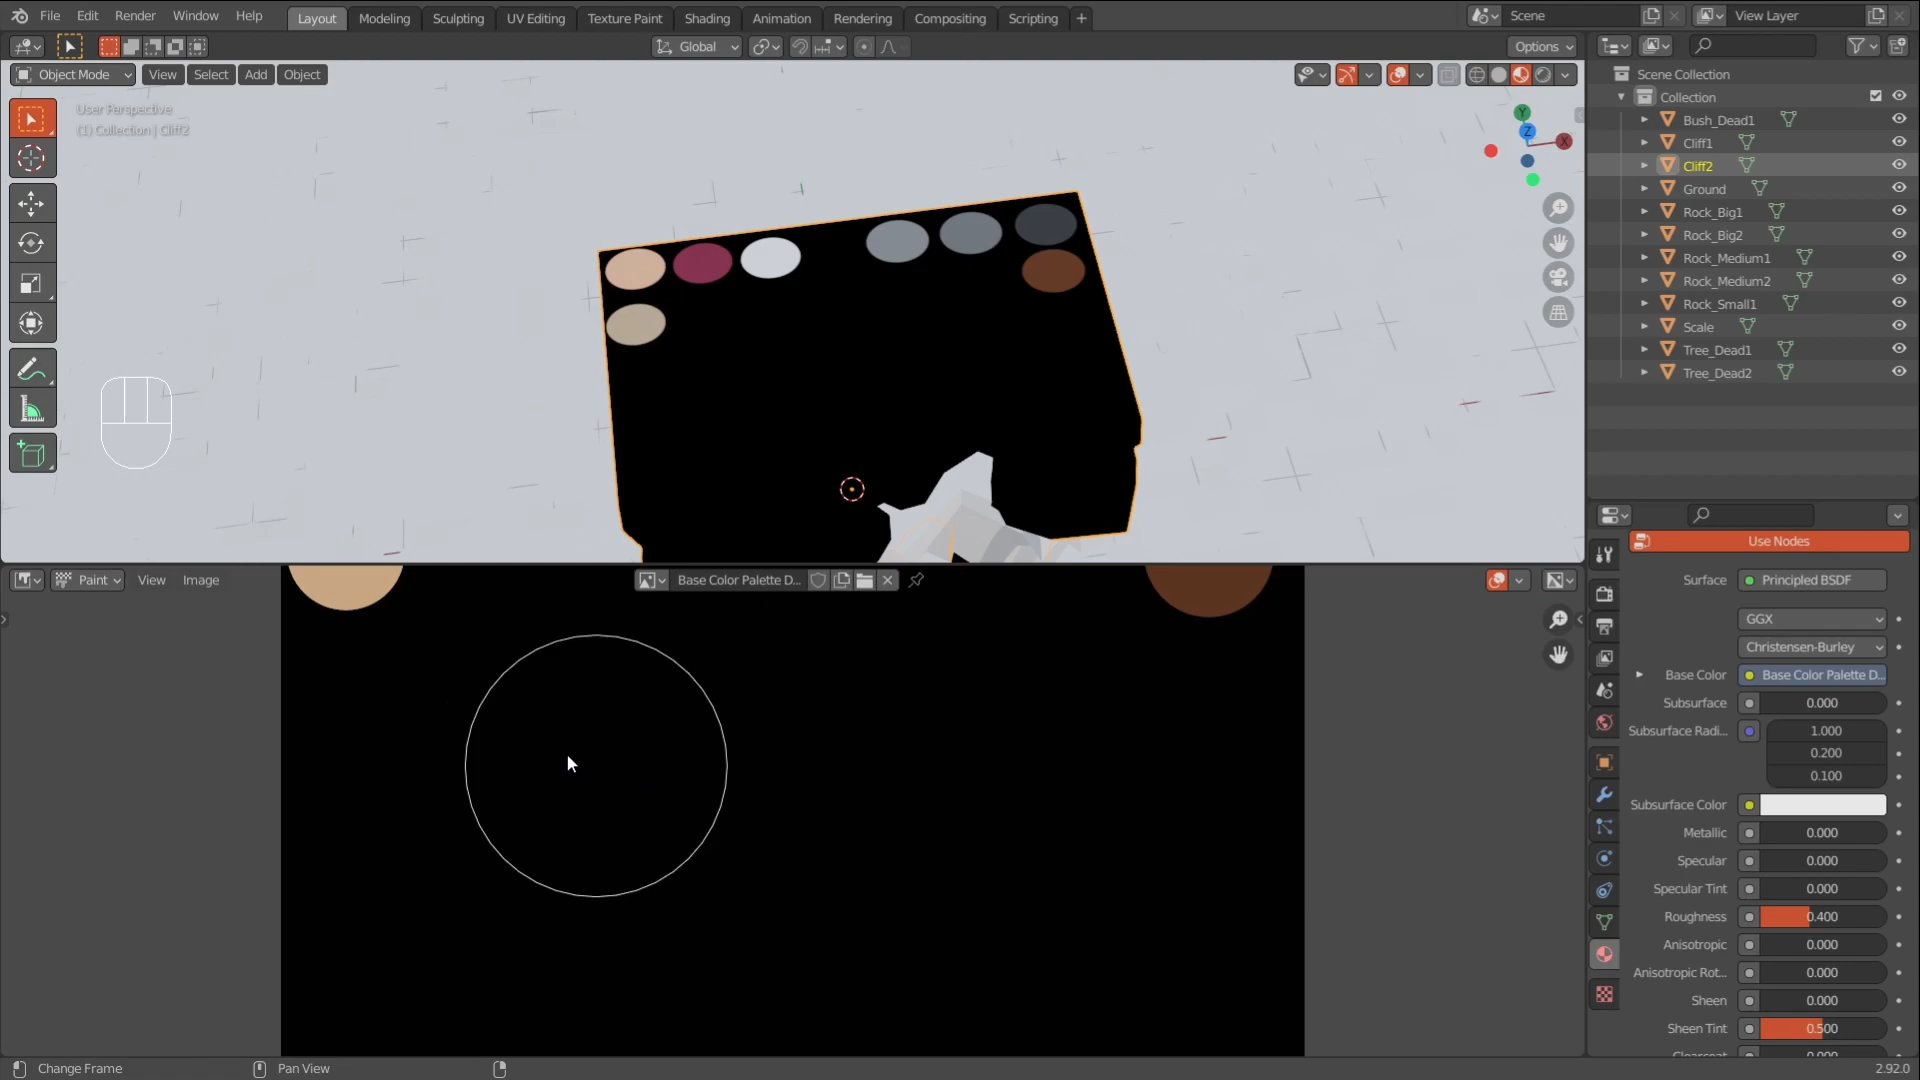 File Edit Render Window Help Layout Modeling Sculpting UV Editing Texture Paint Shading Animation Rendering Compositing Scripting + Scene View Layer
Global Options
Object Mode View Select Add Object
User Perspective
(1) Collection | Cliff2
Y
Z
X
Scene Collection
Collection
Bush_Dead1
Cliff1
Cliff2
Ground
Rock_Big1
Rock_Big2
Rock_Medium1
Rock_Medium2
Rock_Small1
Scale
Tree_Dead1
Tree_Dead2
Paint View Image Base Color Palette D...
Use Nodes
Surface Principled BSDF
GGX
Christensen-Burley
Base Color Base Color Palette D...
Subsurface 0.000
Subsurface Radi... 1.000
0.200
0.100
Subsurface Color
Metallic 0.000
Specular 0.000
Specular Tint 0.000
Roughness 0.400
Anisotropic 0.000
Anisotropic Rot... 0.000
Sheen 0.000
Sheen Tint 0.500
Clearcoat 0.000
Change Frame Pan View 2.92.0